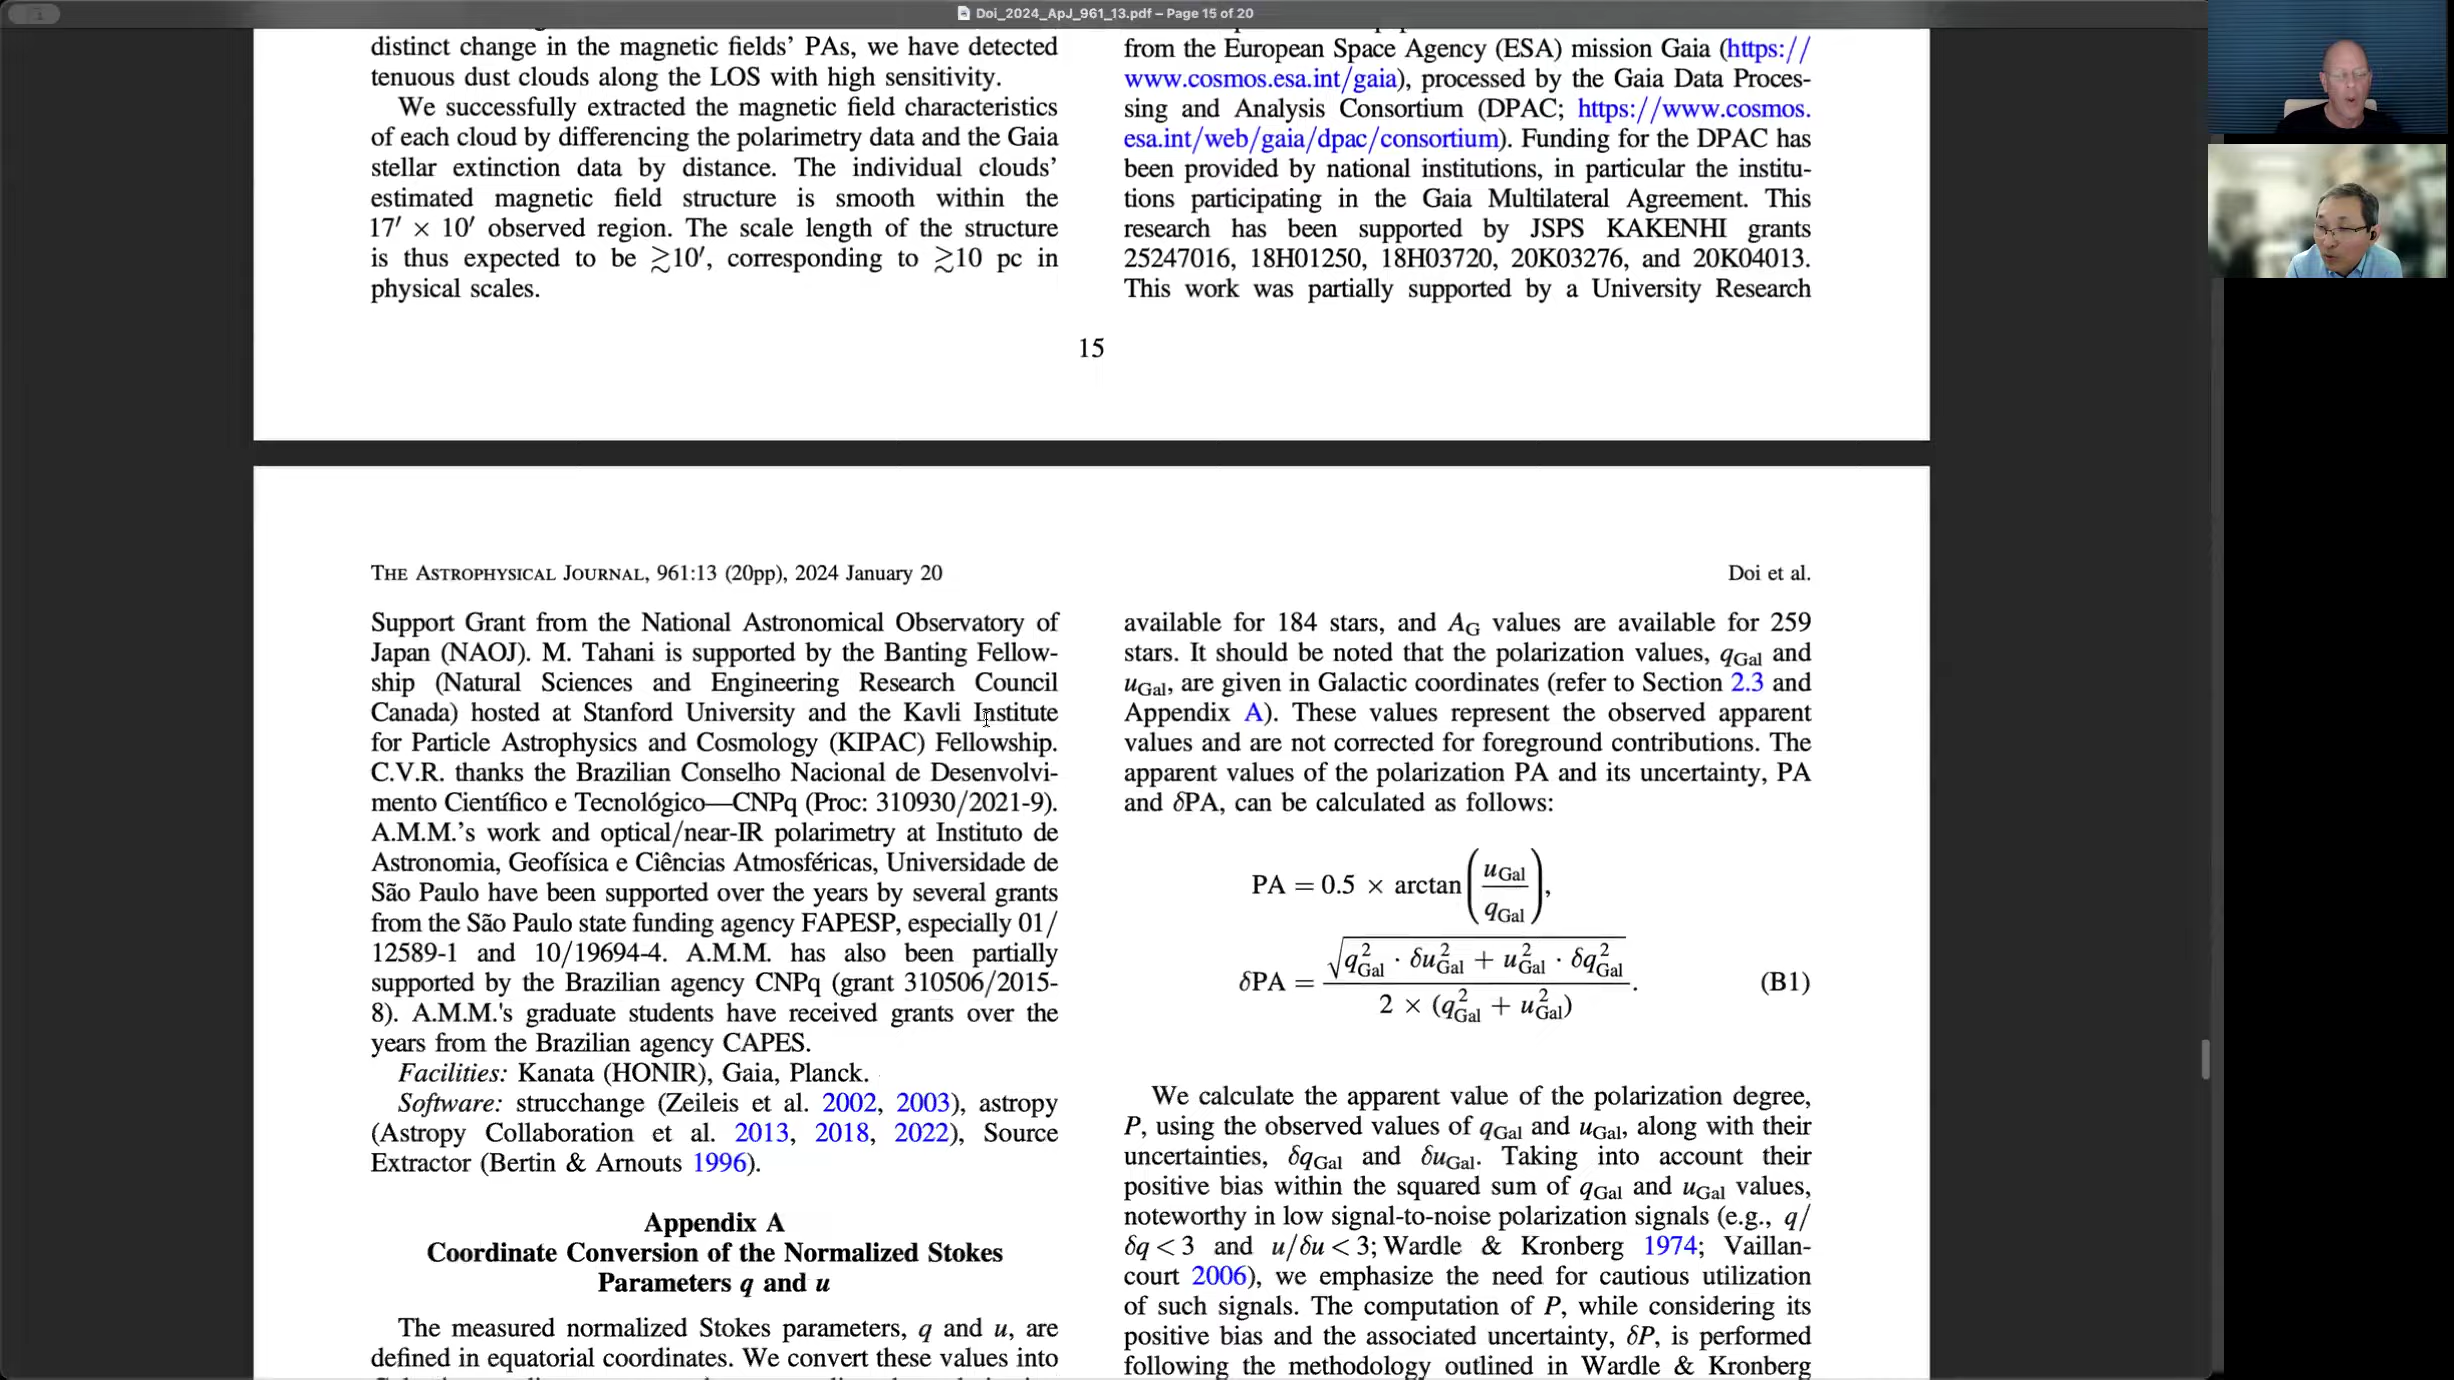 Doi_2024_ApJ_961_13.pdf – Page 15 of 20
distinct change in the magnetic fields’ PAs, we have detected
tenuous dust clouds along the LOS with high sensitivity.
We successfully extracted the magnetic field characteristics
of each cloud by differencing the polarimetry data and the Gaia
stellar extinction data by distance. The individual clouds’
estimated magnetic field structure is smooth within the
17′ × 10′ observed region. The scale length of the structure
is thus expected to be ≳10′, corresponding to ≳10 pc in
physical scales.
from the European Space Agency (ESA) mission Gaia (https://
www.cosmos.esa.int/gaia), processed by the Gaia Data Proces-
sing and Analysis Consortium (DPAC; https://www.cosmos.
esa.int/web/gaia/dpac/consortium). Funding for the DPAC has
been provided by national institutions, in particular the institu-
tions participating in the Gaia Multilateral Agreement. This
research has been supported by JSPS KAKENHI grants
25247016, 18H01250, 18H03720, 20K03276, and 20K04013.
This work was partially supported by a University Research
15
THE ASTROPHYSICAL JOURNAL, 961:13 (20pp), 2024 January 20
Doi et al.
Support Grant from the National Astronomical Observatory of
Japan (NAOJ). M. Tahani is supported by the Banting Fellow-
ship (Natural Sciences and Engineering Research Council
Canada) hosted at Stanford University and the Kavli Institute
for Particle Astrophysics and Cosmology (KIPAC) Fellowship.
C.V.R. thanks the Brazilian Conselho Nacional de Desenvolvi-
mento Científico e Tecnológico—CNPq (Proc: 310930/2021-9).
A.M.M.’s work and optical/near-IR polarimetry at Instituto de
Astronomia, Geofísica e Ciências Atmosféricas, Universidade de
São Paulo have been supported over the years by several grants
from the São Paulo state funding agency FAPESP, especially 01/
12589-1 and 10/19694-4. A.M.M. has also been partially
supported by the Brazilian agency CNPq (grant 310506/2015-
8). A.M.M.'s graduate students have received grants over the
years from the Brazilian agency CAPES.
Facilities: Kanata (HONIR), Gaia, Planck.
Software: strucchange (Zeileis et al. 2002, 2003), astropy
(Astropy Collaboration et al. 2013, 2018, 2022), Source
Extractor (Bertin & Arnouts 1996).
Appendix A
Coordinate Conversion of the Normalized Stokes
Parameters q and u
The measured normalized Stokes parameters, q and u, are
defined in equatorial coordinates. We convert these values into
available for 184 stars, and A_G values are available for 259
stars. It should be noted that the polarization values, q_Gal and
u_Gal, are given in Galactic coordinates (refer to Section 2.3 and
Appendix A). These values represent the observed apparent
values and are not corrected for foreground contributions. The
apparent values of the polarization PA and its uncertainty, PA
and δPA, can be calculated as follows:
PA = 0.5 × arctan(u_Gal / q_Gal),
δPA = √(q²_Gal · δu²_Gal + u²_Gal · δq²_Gal) / 2 × (q²_Gal + u²_Gal). (B1)
We calculate the apparent value of the polarization degree,
P, using the observed values of q_Gal and u_Gal, along with their
uncertainties, δq_Gal and δu_Gal. Taking into account their
positive bias within the squared sum of q_Gal and u_Gal values,
noteworthy in low signal-to-noise polarization signals (e.g., q/
δq < 3 and u/δu < 3; Wardle & Kronberg 1974; Vaillan-
court 2006), we emphasize the need for cautious utilization
of such signals. The computation of P, while considering its
positive bias and the associated uncertainty, δP, is performed
following the methodology outlined in Wardle & Kronberg